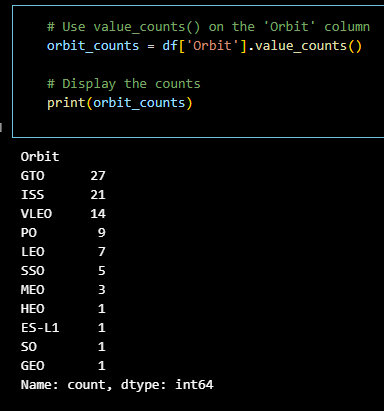 # Use value_counts() on the 'Orbit' column
orbit_counts = df['Orbit'].value_counts()
# Display the counts
print(orbit_counts)
Orbit
GTO 27
ISS 21
VLEO 14
PO 9
LEO 7
SSO 5
MEO 3
HEO 1
ES-L1 1
SO 1
GEO 1
Name: count, dtype: int64